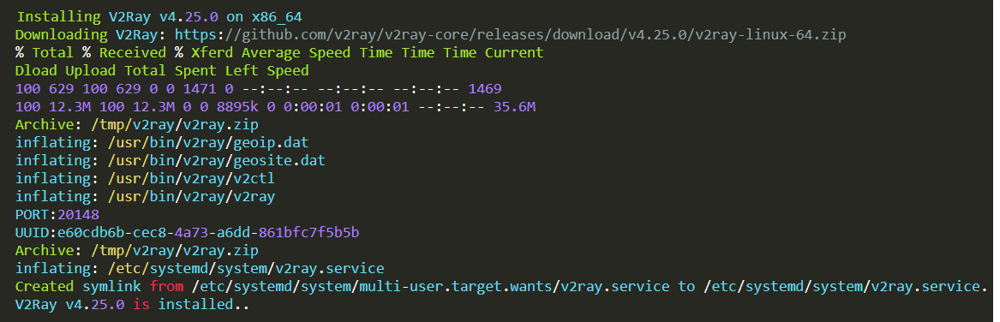 Installing V2Ray v4.25.0 on x86_64
Downloading V2Ray: https://github.com/v2ray/v2ray-core/releases/download/v4.25.0/v2ray-linux-64.zip
% Total % Received % Xferd Average Speed Time Time Time Current
Dload Upload Total Spent Left Speed
100 629 100 629 0 0 1471 0 --:--:-- --:--:-- --:--:-- 1469
100 12.3M 100 12.3M 0 0 8895k 0 0:00:01 0:00:01 --:--:-- 35.6M
Archive: /tmp/v2ray/v2ray.zip
inflating: /usr/bin/v2ray/geoip.dat
inflating: /usr/bin/v2ray/geosite.dat
inflating: /usr/bin/v2ray/v2ctl
inflating: /usr/bin/v2ray/v2ray
PORT:20148
UUID:e60cdb6b-cec8-4a73-a6dd-861bfc7f5b5b
Archive: /tmp/v2ray/v2ray.zip
inflating: /etc/systemd/system/v2ray.service
Created symlink from /etc/systemd/system/multi-user.target.wants/v2ray.service to /etc/systemd/system/v2ray.service.
V2Ray v4.25.0 is installed..